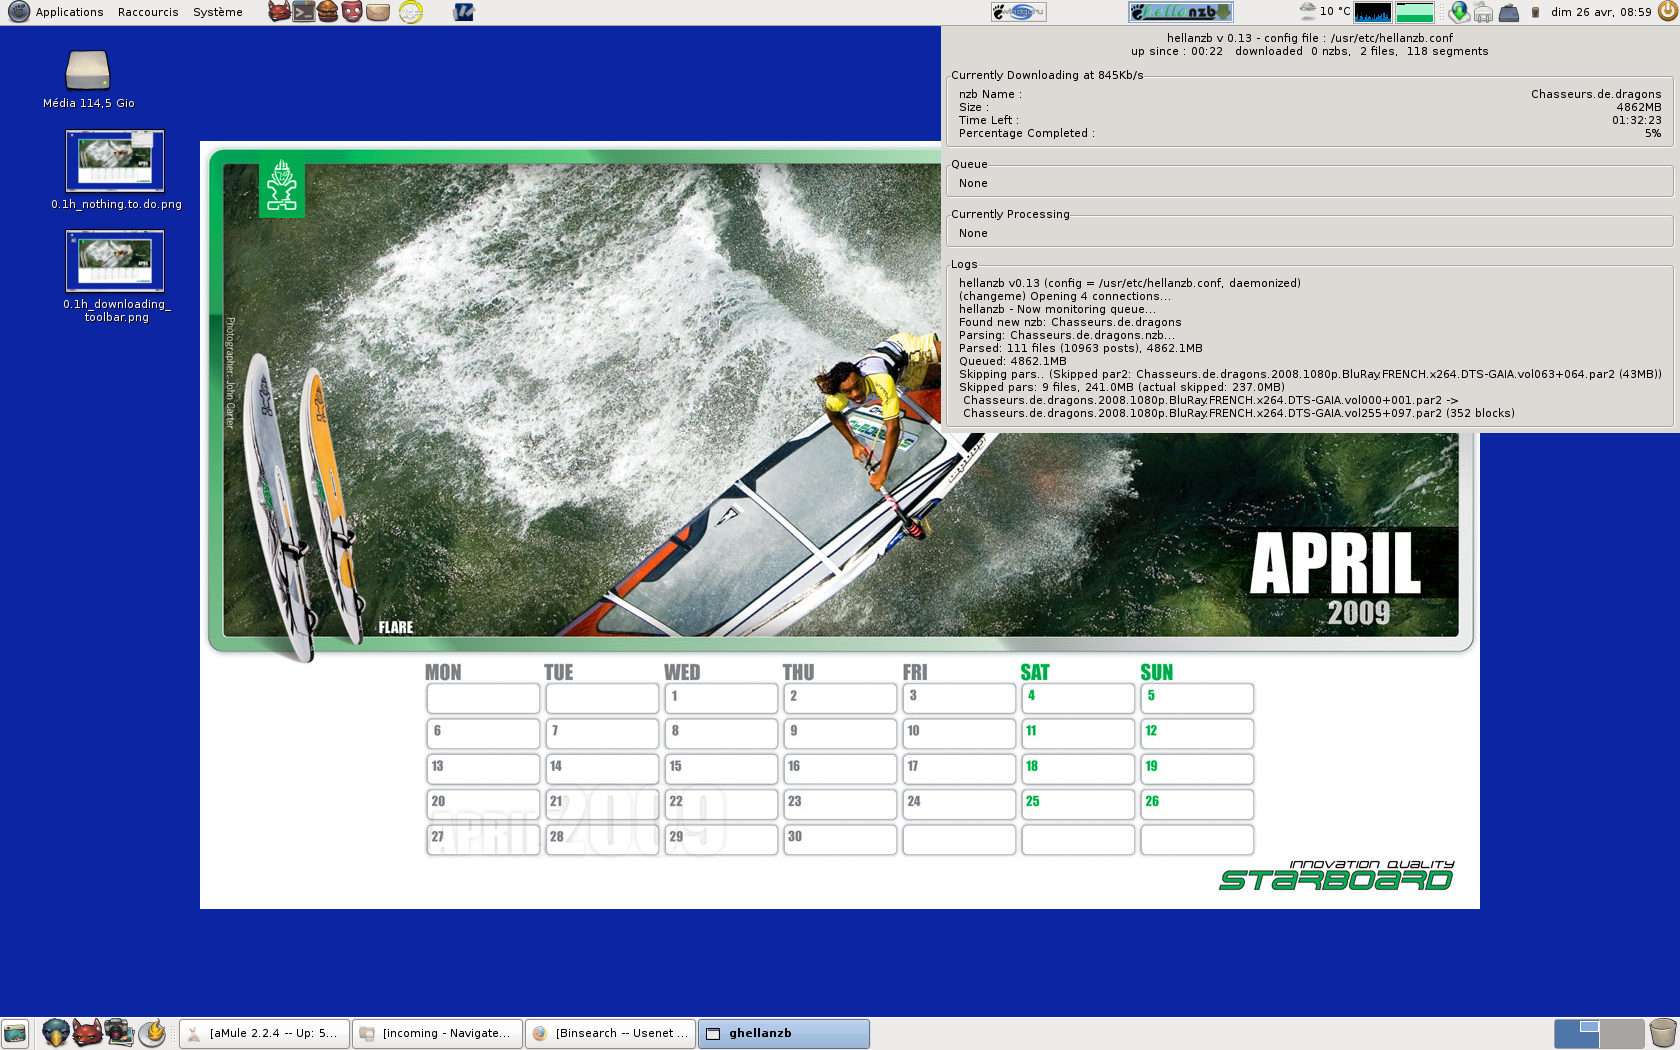 Applications Raccourcis Système
10 °C
dim 26 avr, 08:59
hellanzb
Média 114,5 Gio
0.1h_nothing.to.do.png
0.1h_downloading_
toolbar.png
hellanzb v 0.13 - config file : /usr/etc/hellanzb.conf
up since : 00:22 downloaded 0 nzbs, 2 files, 118 segments
Currently Downloading at 845Kb/s
nzb Name : Chasseurs.de.dragons
Size : 4862MB
Time Left : 01:32:23
Percentage Completed : 5%
Queue
None
Currently Processing
None
Logs
hellanzb v0.13 (config = /usr/etc/hellanzb.conf, daemonized)
(changeme) Opening 4 connections...
hellanzb - Now monitoring queue...
Found new nzb: Chasseurs.de.dragons
Parsing: Chasseurs.de.dragons.nzb...
Parsed: 111 files (10963 posts), 4862.1MB
Queued: 4862.1MB
Skipping pars.. (Skipped par2: Chasseurs.de.dragons.2008.1080p.BluRay.FRENCH.x264.DTS-GAIA.vol063+064.par2 (43MB))
Skipped pars: 9 files, 241.0MB (actual skipped: 237.0MB)
Chasseurs.de.dragons.2008.1080p.BluRay.FRENCH.x264.DTS-GAIA.vol000+001.par2 ->
Chasseurs.de.dragons.2008.1080p.BluRay.FRENCH.x264.DTS-GAIA.vol255+097.par2 (352 blocks)
Photographer: John Carter
FLARE
APRIL
2009
MON TUE WED THU FRI SAT SUN
1 2 3 4 5
6 7 8 9 10 11 12
13 14 15 16 17 18 19
20 21 22 23 24 25 26
27 28 29 30
APRIL 2009
INNOVATION QUALITY
STARBOARD
[aMule 2.2.4 -- Up: 5...
[incoming - Navigate...
[Binsearch -- Usenet ...
ghellanzb